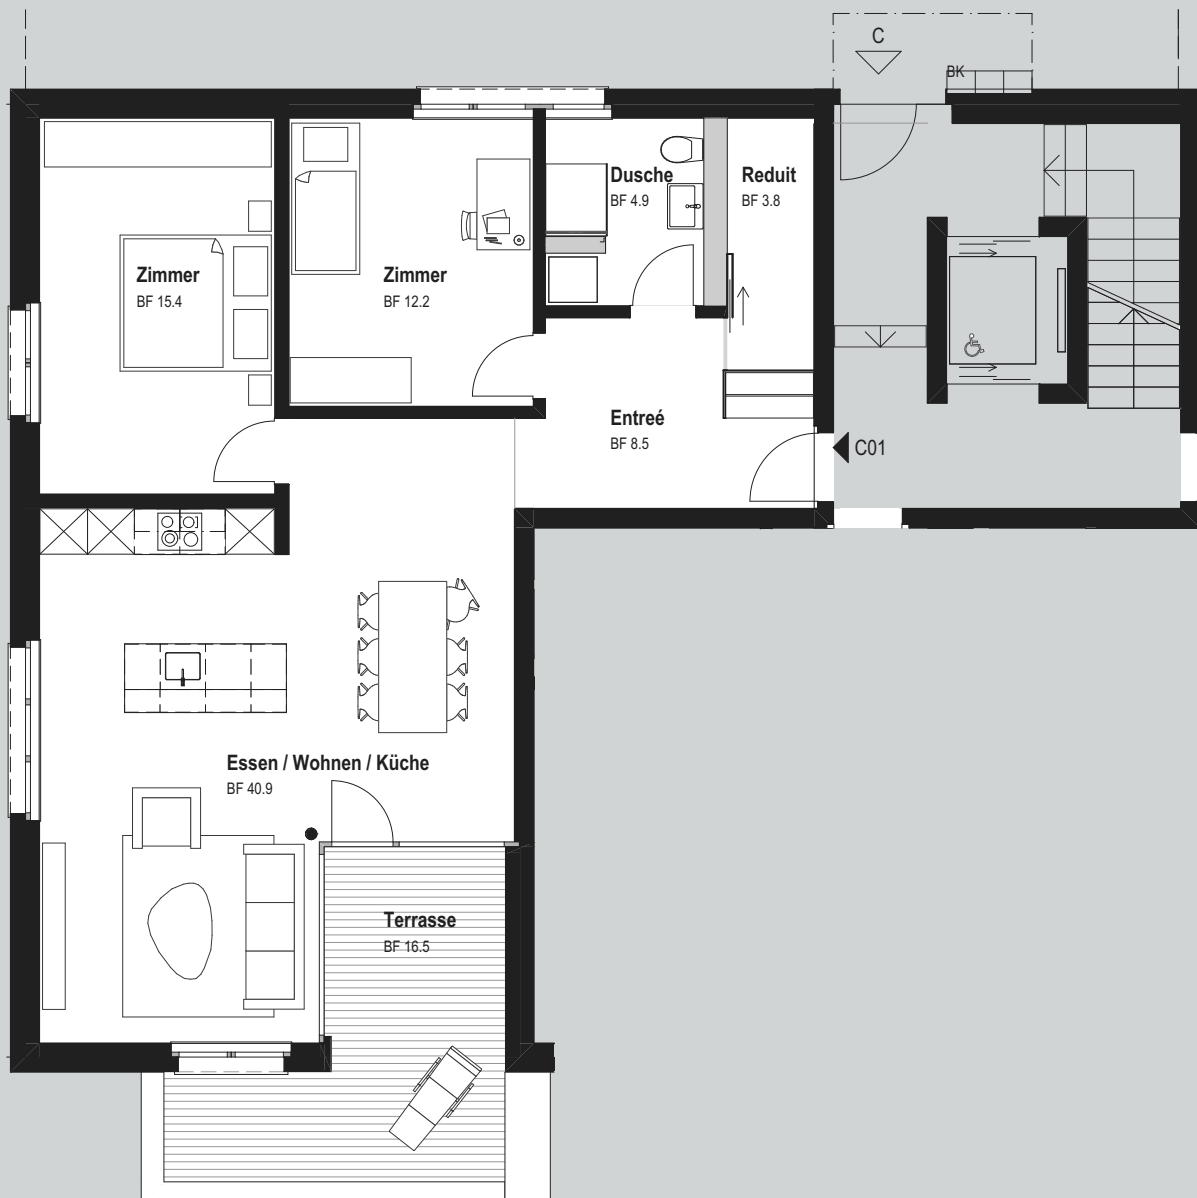 C
BK
Dusche
BF 4.9
Reduit
BF 3.8
Zimmer
BF 15.4
Zimmer
BF 12.2
Entreé
BF 8.5
C01
Essen / Wohnen / Küche
BF 40.9
Terrasse
BF 16.5